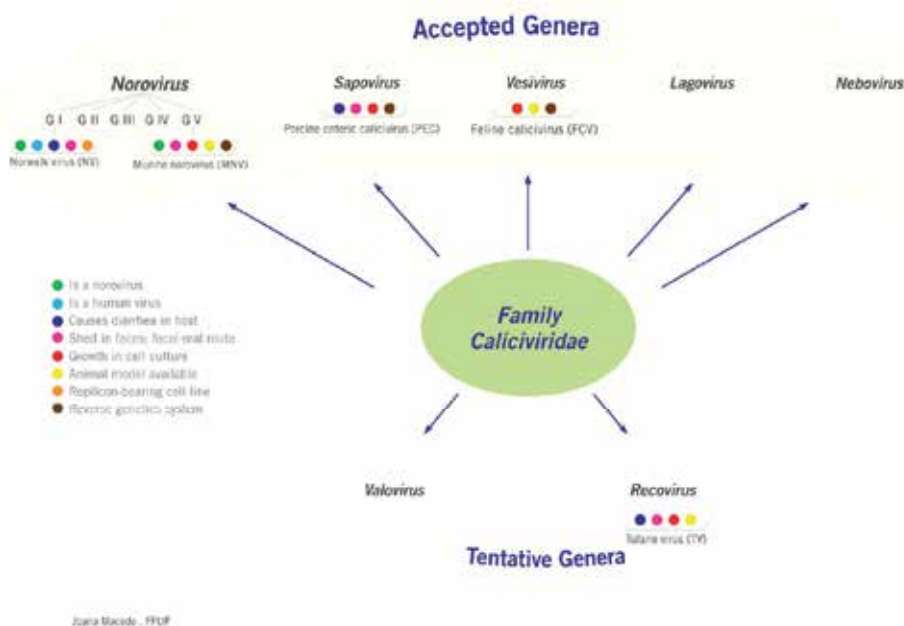 Accepted Genera
Norovirus
Sapovirus
Vesivirus
Lagovirus
Nebovirus
G I G II G III G IV G V
Porcine enteric calicivirus (PEC)
Feline calicivirus (FCV)
Norwalk virus (NV)
Murine norovirus (MNV)
Is a norovirus
Is a human virus
Causes diarrhea in host
Shed in feces; fecal-oral route
Growth in cell culture
Animal model available
Replicon-bearing cell line
Reverse genetics system
Family
Caliciviridae
Valovirus
Recovirus
Tulane virus (TV)
Tentative Genera
Joana Macedo . FFUP